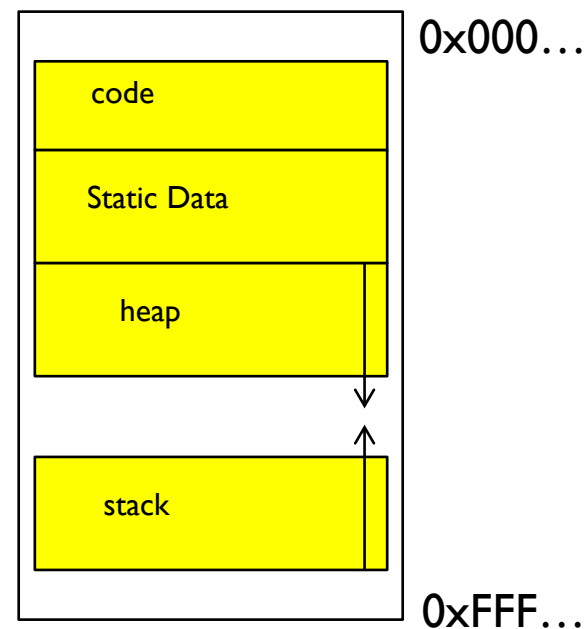 0x000…
code
Static Data
heap
stack
0xFFF…